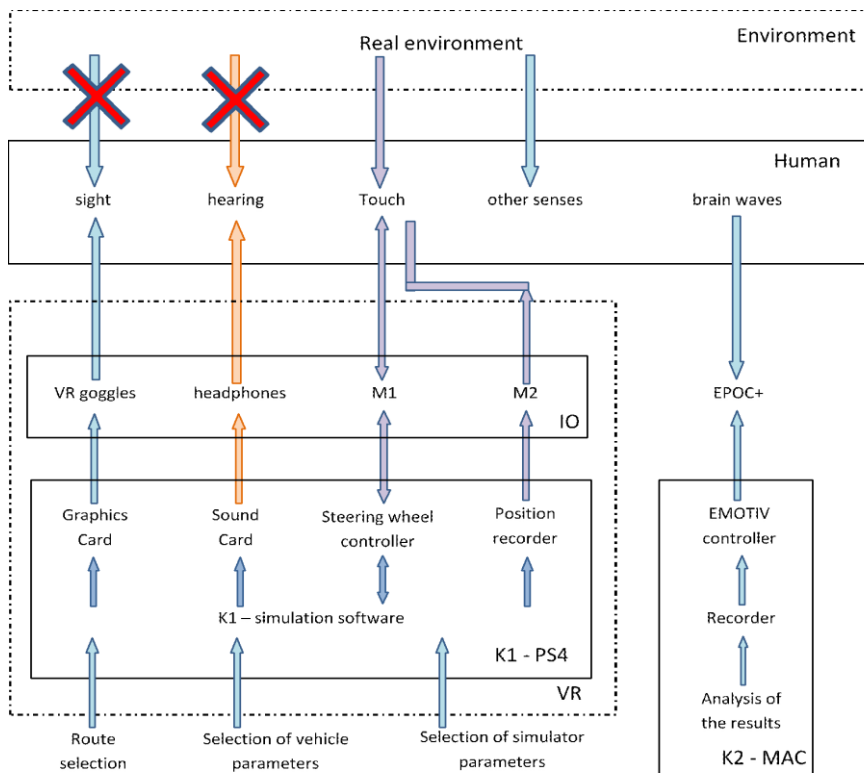 Real environment
Environment
Human
sight
hearing
Touch
other senses
brain waves
VR goggles
headphones
M1
M2
EPOC+
IO
Graphics
Card
Sound
Card
Steering wheel
controller
Position
recorder
EMOTIV
controller
K1 – simulation software
Recorder
K1 - PS4
VR
Analysis of
the results
Route
selection
Selection of vehicle
parameters
Selection of simulator
parameters
K2 - MAC